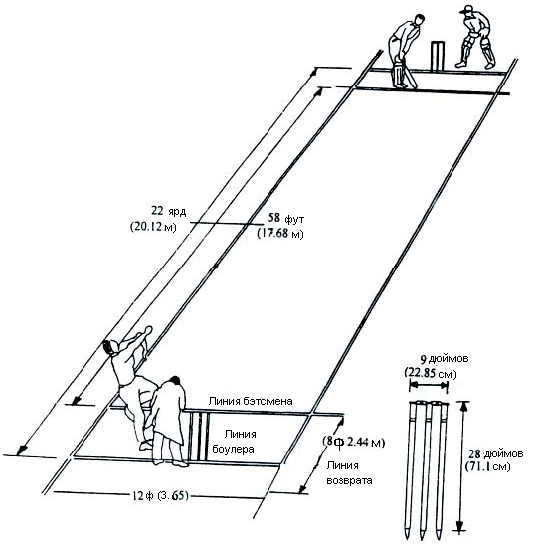 22 ярд
(20.12 м)
58 фут
(17.68 м)
9 дюймов
(22.85 см)
Линия бэтсмена
Линия
боулера
(8ф 2.44 м)
Линия
возврата
28 дюймов
(71.1 см)
12 ф (3.65)